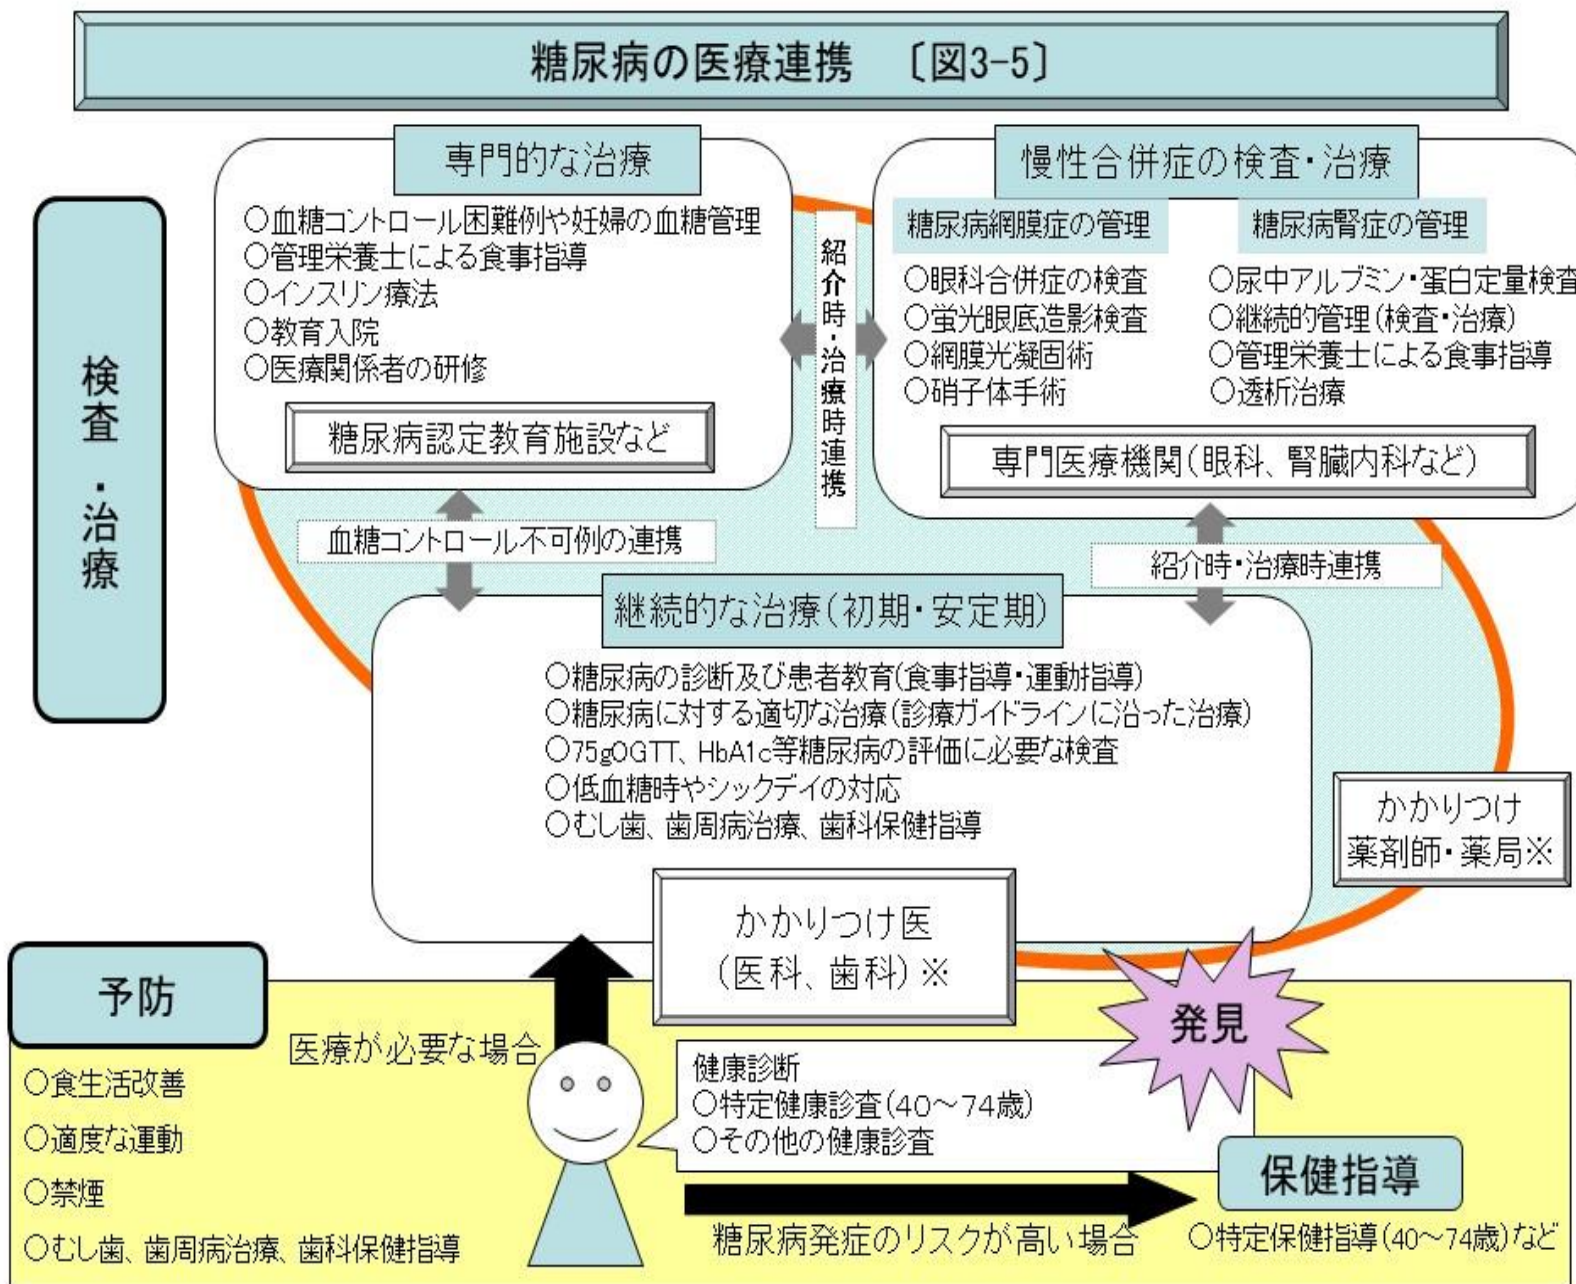 糖尿病の医療連携　〔図3-5〕
検査・治療
専門的な治療
○血糖コントロール困難例や妊婦の血糖管理
○管理栄養士による食事指導
○インスリン療法
○教育入院
○医療関係者の研修
糖尿病認定教育施設など
紹介時・治療時連携
慢性合併症の検査・治療
糖尿病網膜症の管理
○眼科合併症の検査
○蛍光眼底造影検査
○網膜光凝固術
○硝子体手術
糖尿病腎症の管理
○尿中アルブミン・蛋白定量検査
○継続的管理(検査・治療)
○管理栄養士による食事指導
○透析治療
専門医療機関(眼科、腎臓内科など)
血糖コントロール不可例の連携
紹介時・治療時連携
継続的な治療(初期・安定期)
○糖尿病の診断及び患者教育(食事指導・運動指導)
○糖尿病に対する適切な治療(診療ガイドラインに沿った治療)
○75gOGTT、HbA1c等糖尿病の評価に必要な検査
○低血糖時やシックデイの対応
○むし歯、歯周病治療、歯科保健指導
かかりつけ
薬剤師・薬局※
かかりつけ医
(医科、歯科)※
予防
○食生活改善
○適度な運動
○禁煙
○むし歯、歯周病治療、歯科保健指導
医療が必要な場合
発見
健康診断
○特定健康診査(40～74歳)
○その他の健康診査
糖尿病発症のリスクが高い場合
保健指導
○特定保健指導(40～74歳)など